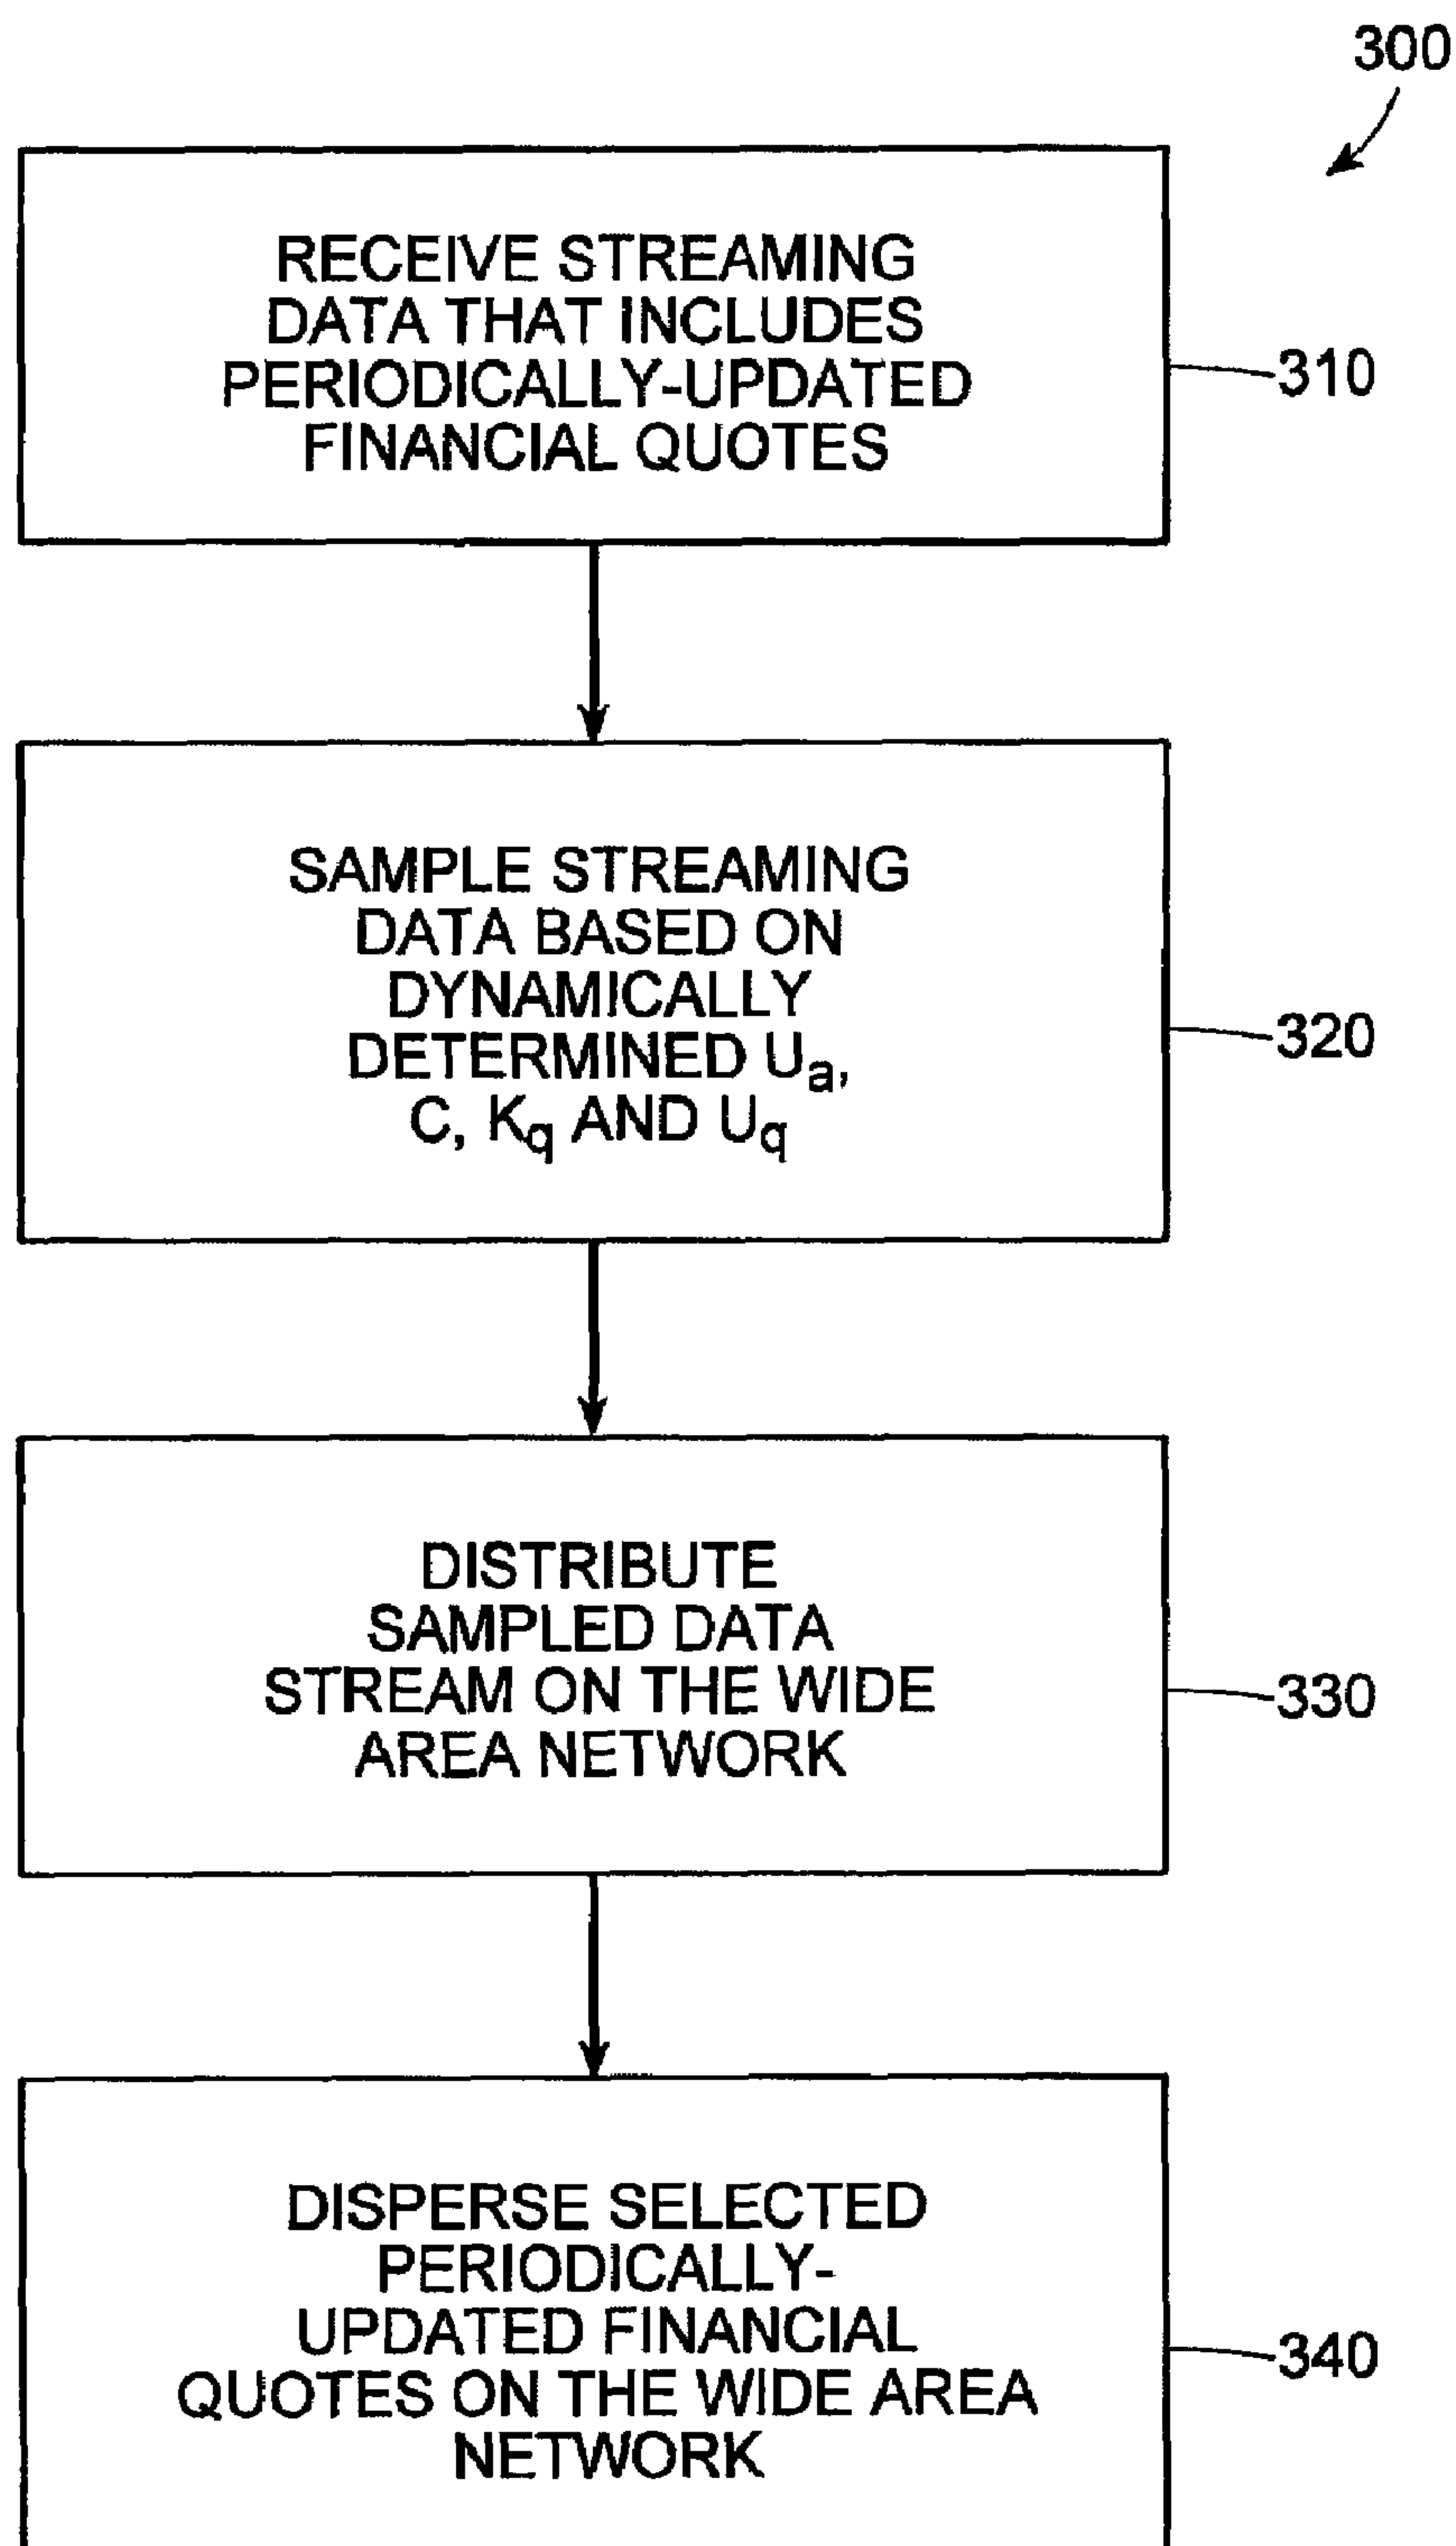 300
RECEIVE STREAMING
DATA THAT INCLUDES
PERIODICALLY-UPDATED
FINANCIAL QUOTES
310
SAMPLE STREAMING
DATA BASED ON
DYNAMICALLY
DETERMINED Uₐ,
C, K_q AND U_q
320
DISTRIBUTE
SAMPLED DATA
STREAM ON THE WIDE
AREA NETWORK
330
DISPERSE SELECTED
PERIODICALLY-
UPDATED FINANCIAL
QUOTES ON THE WIDE AREA
NETWORK
340